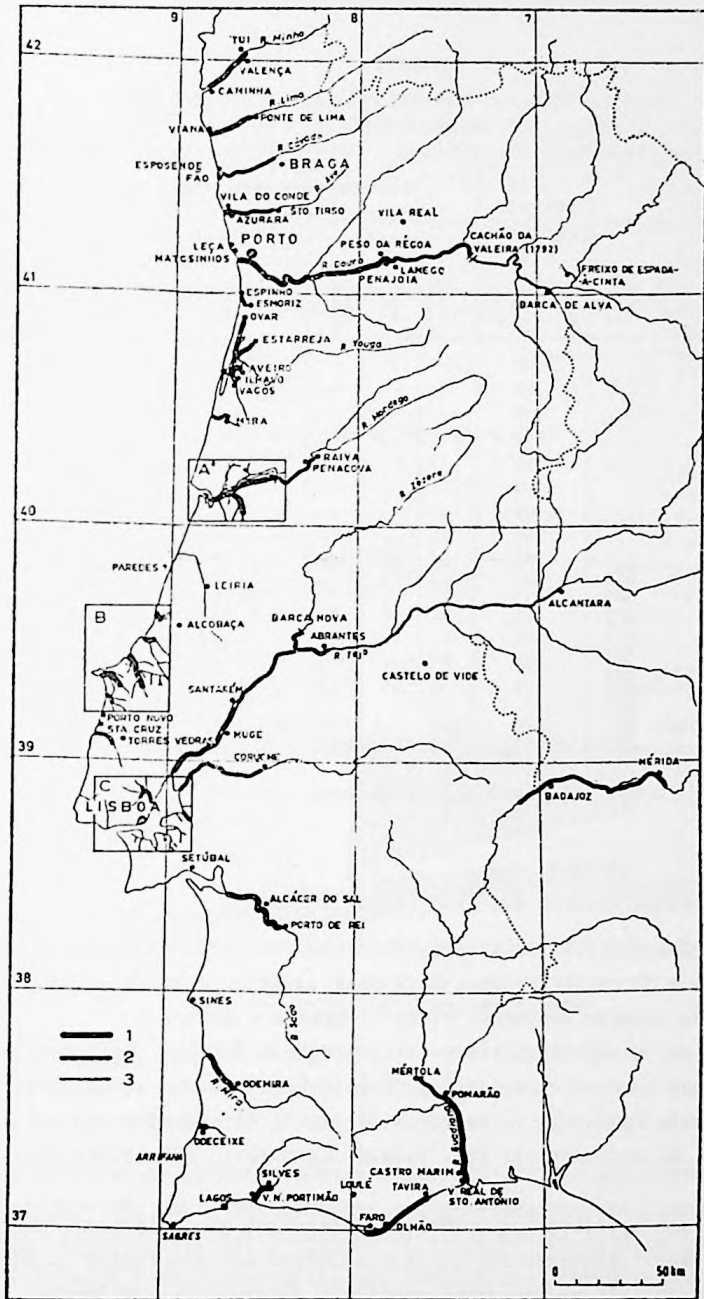 9 8 7
42
TUI
R. Minho
VALENÇA
CAMINHA
R. Lima
PONTE DE LIMA
VIANA
R. Cávado
ESPOSENDE
FÃO
BRAGA
R. Ave
VILA DO CONDE
STO. TIRSO
AZURARA
VILA REAL
LEÇA
MATOSINHOS
PORTO
PESO DA RÉGOA
CACHÃO DA
VALEIRA (1792)
R. Douro
LAMEGO
PENAJOIA
FREIXO DE ESPADA-
À-CINTA
BARCA DE ALVA
41
ESPINHO
ESMORIZ
OVAR
ESTARREJA
R. Vouga
AVEIRO
ILHAVO
VAGOS
MIRA
R. Mondego
RAIVA
PENACOVA
A
R. Zêzere
40
PAREDES
LEIRIA
B
ALCOBAÇA
BARCA NOVA
ABRANTES
R. TEJO
ALCANTARA
CASTELO DE VIDE
SANTARÉM
PORTO NOVO
STA. CRUZ
TORRES VEDRAS
MUGE
39
CORUCHE
C
LISBOA
MÉRIDA
BADAJOZ
SETÚBAL
ALCÁCER DO SAL
PORTO DE REI
38
SINES
R. Sado
1
2
3
R. Mira
ODEMIRA
MÉRTOLA
POMARÃO
R. Guadiana
ODECEIXE
ARRIFANA
SILVES
LOULÉ
CASTRO MARIM
TAVIRA
LAGOS
V. N. PORTIMÃO
V. REAL DE
STO. ANTÓNIO
FARO
OLHÃO
37
SAGRES
0 50 km